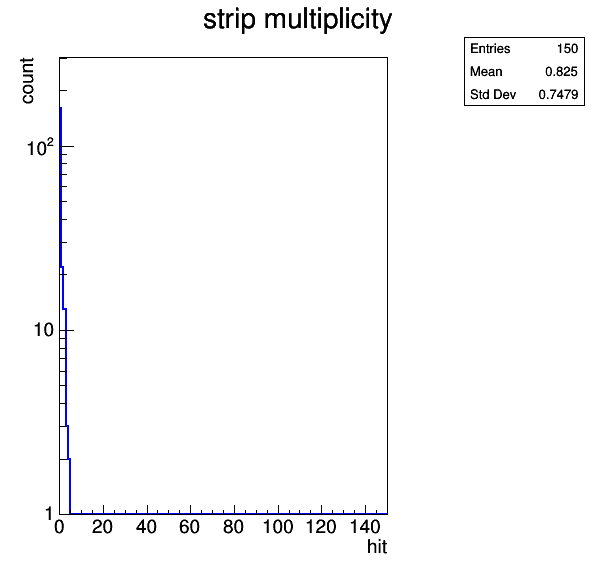 strip multiplicity
Entries 150
Mean 0.825
Std Dev 0.7479
count
10²
10
1
0 20 40 60 80 100 120 140
hit